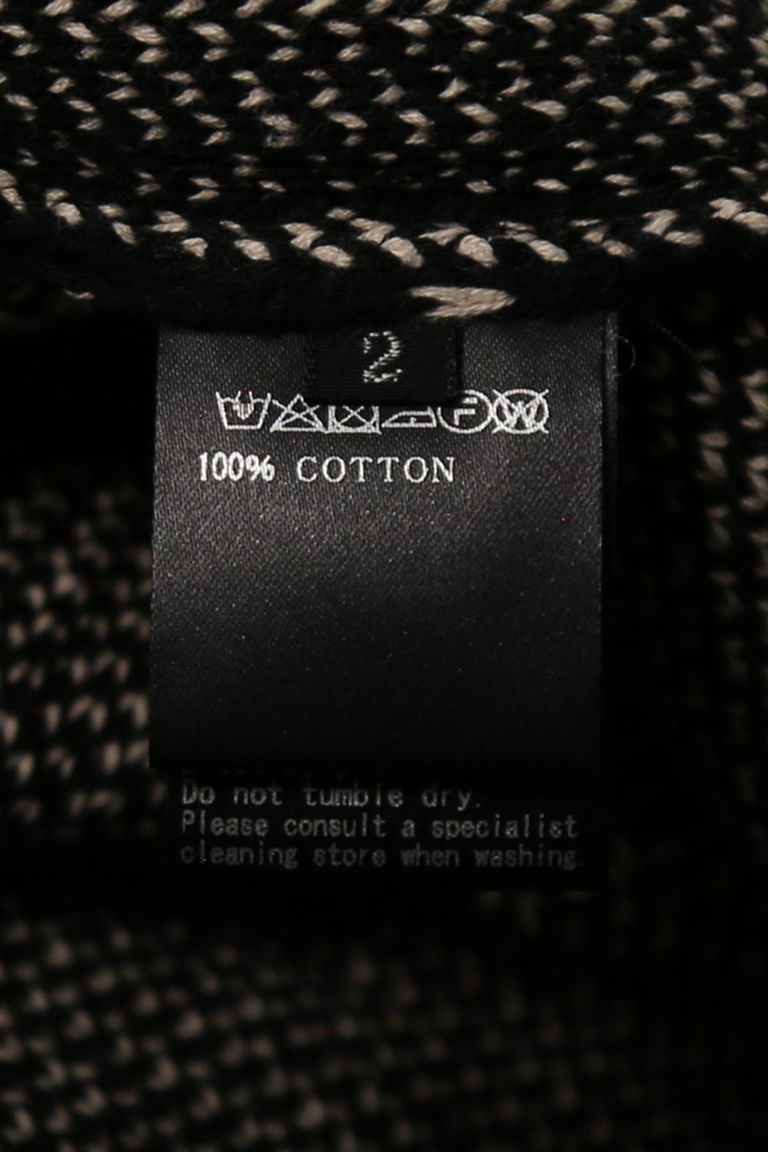 2
F W
100% COTTON
Do not tumble dry.
Please consult a specialist
cleaning store when washing